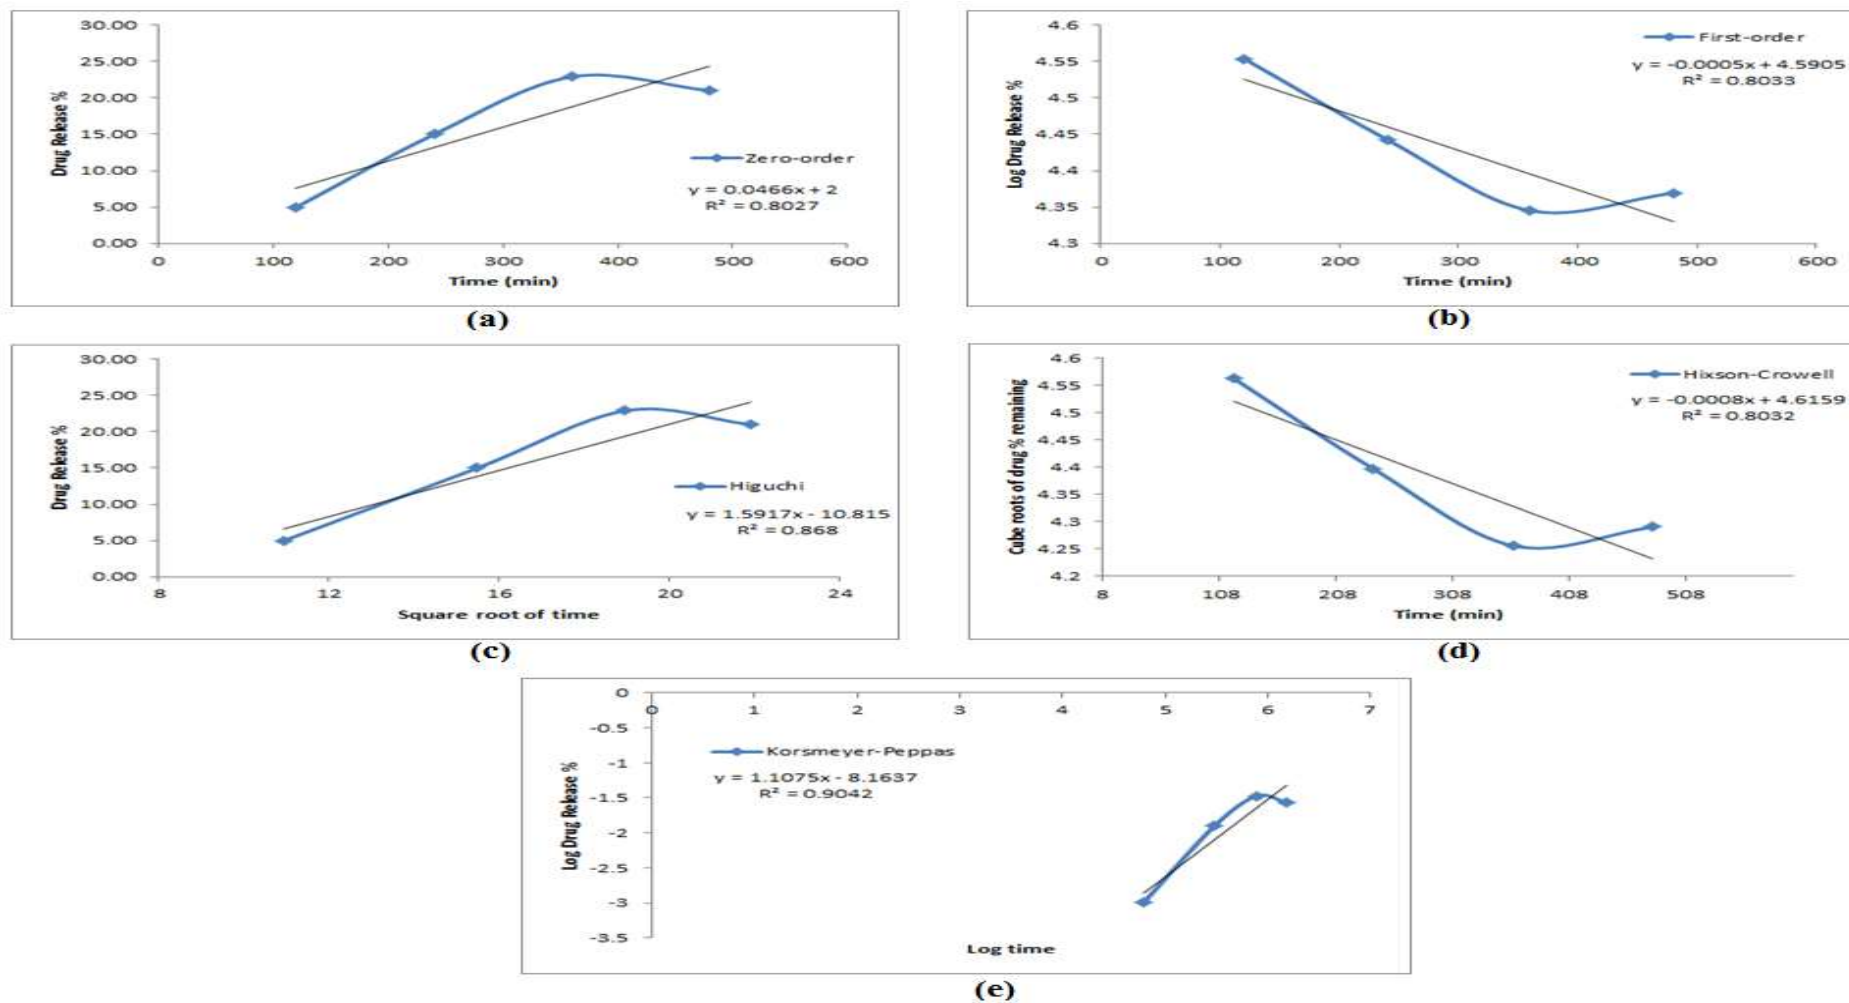 30.00
25.00
20.00
15.00
10.00
5.00
0.00
0 100 200 300 400 500 600
Drug Release %
Time (min)
Zero-order
y = 0.0466x + 2
R² = 0.8027
(a)
4.6
4.55
4.5
4.45
4.4
4.35
4.3
0 100 200 300 400 500 600
Log Drug Release %
Time (min)
First-order
y = -0.0005x + 4.5905
R² = 0.8033
(b)
30.00
25.00
20.00
15.00
10.00
5.00
0.00
8 12 16 20 24
Drug Release %
Square root of time
Higuchi
y = 1.5917x - 10.815
R² = 0.868
(c)
4.6
4.55
4.5
4.45
4.4
4.35
4.3
4.25
4.2
8 108 208 308 408 508
Cube roots of drug % remaining
Time (min)
Hixson-Crowell
y = -0.0008x + 4.6159
R² = 0.8032
(d)
0
-0.5
-1
-1.5
-2
-2.5
-3
-3.5
0 1 2 3 4 5 6 7
Log Drug Release %
Log time
Korsmeyer-Peppas
y = 1.1075x - 8.1637
R² = 0.9042
(e)